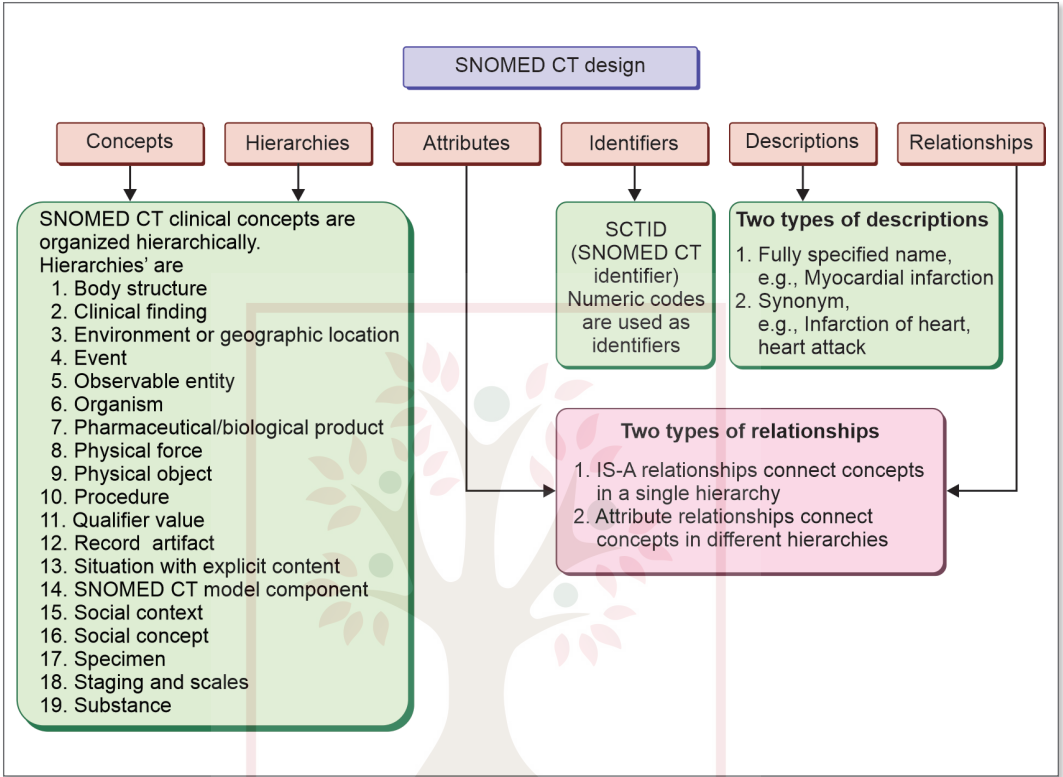 SNOMED CT design
Concepts
Hierarchies
Attributes
Identifiers
Descriptions
Relationships
SNOMED CT clinical concepts are
organized hierarchically.
Hierarchies' are
1. Body structure
2. Clinical finding
3. Environment or geographic location
4. Event
5. Observable entity
6. Organism
7. Pharmaceutical/biological product
8. Physical force
9. Physical object
10. Procedure
11. Qualifier value
12. Record artifact
13. Situation with explicit content
14. SNOMED CT model component
15. Social context
16. Social concept
17. Specimen
18. Staging and scales
19. Substance
SCTID
(SNOMED CT
identifier)
Numeric codes
are used as
identifiers
Two types of descriptions
1. Fully specified name,
e.g., Myocardial infarction
2. Synonym,
e.g., Infarction of heart,
heart attack
Two types of relationships
1. IS-A relationships connect concepts
in a single hierarchy
2. Attribute relationships connect
concepts in different hierarchies